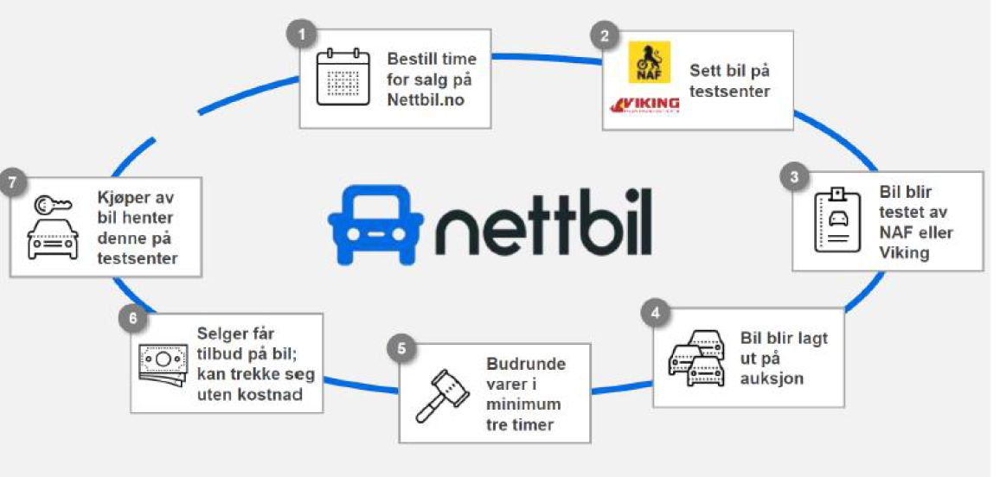 1
Bestill time
for salg på
Nettbil.no
2
NAF
VIKING
Sett bil på
testsenter
3
Bil blir
testet av
NAF eller
Viking
4
Bil blir lagt
ut på
auksjon
5
Budrunde
varer i
minimum
tre timer
6
Selger får
tilbud på bil;
kan trekke seg
uten kostnad
7
Kjøper av
bil henter
denne på
testsenter
nettbil